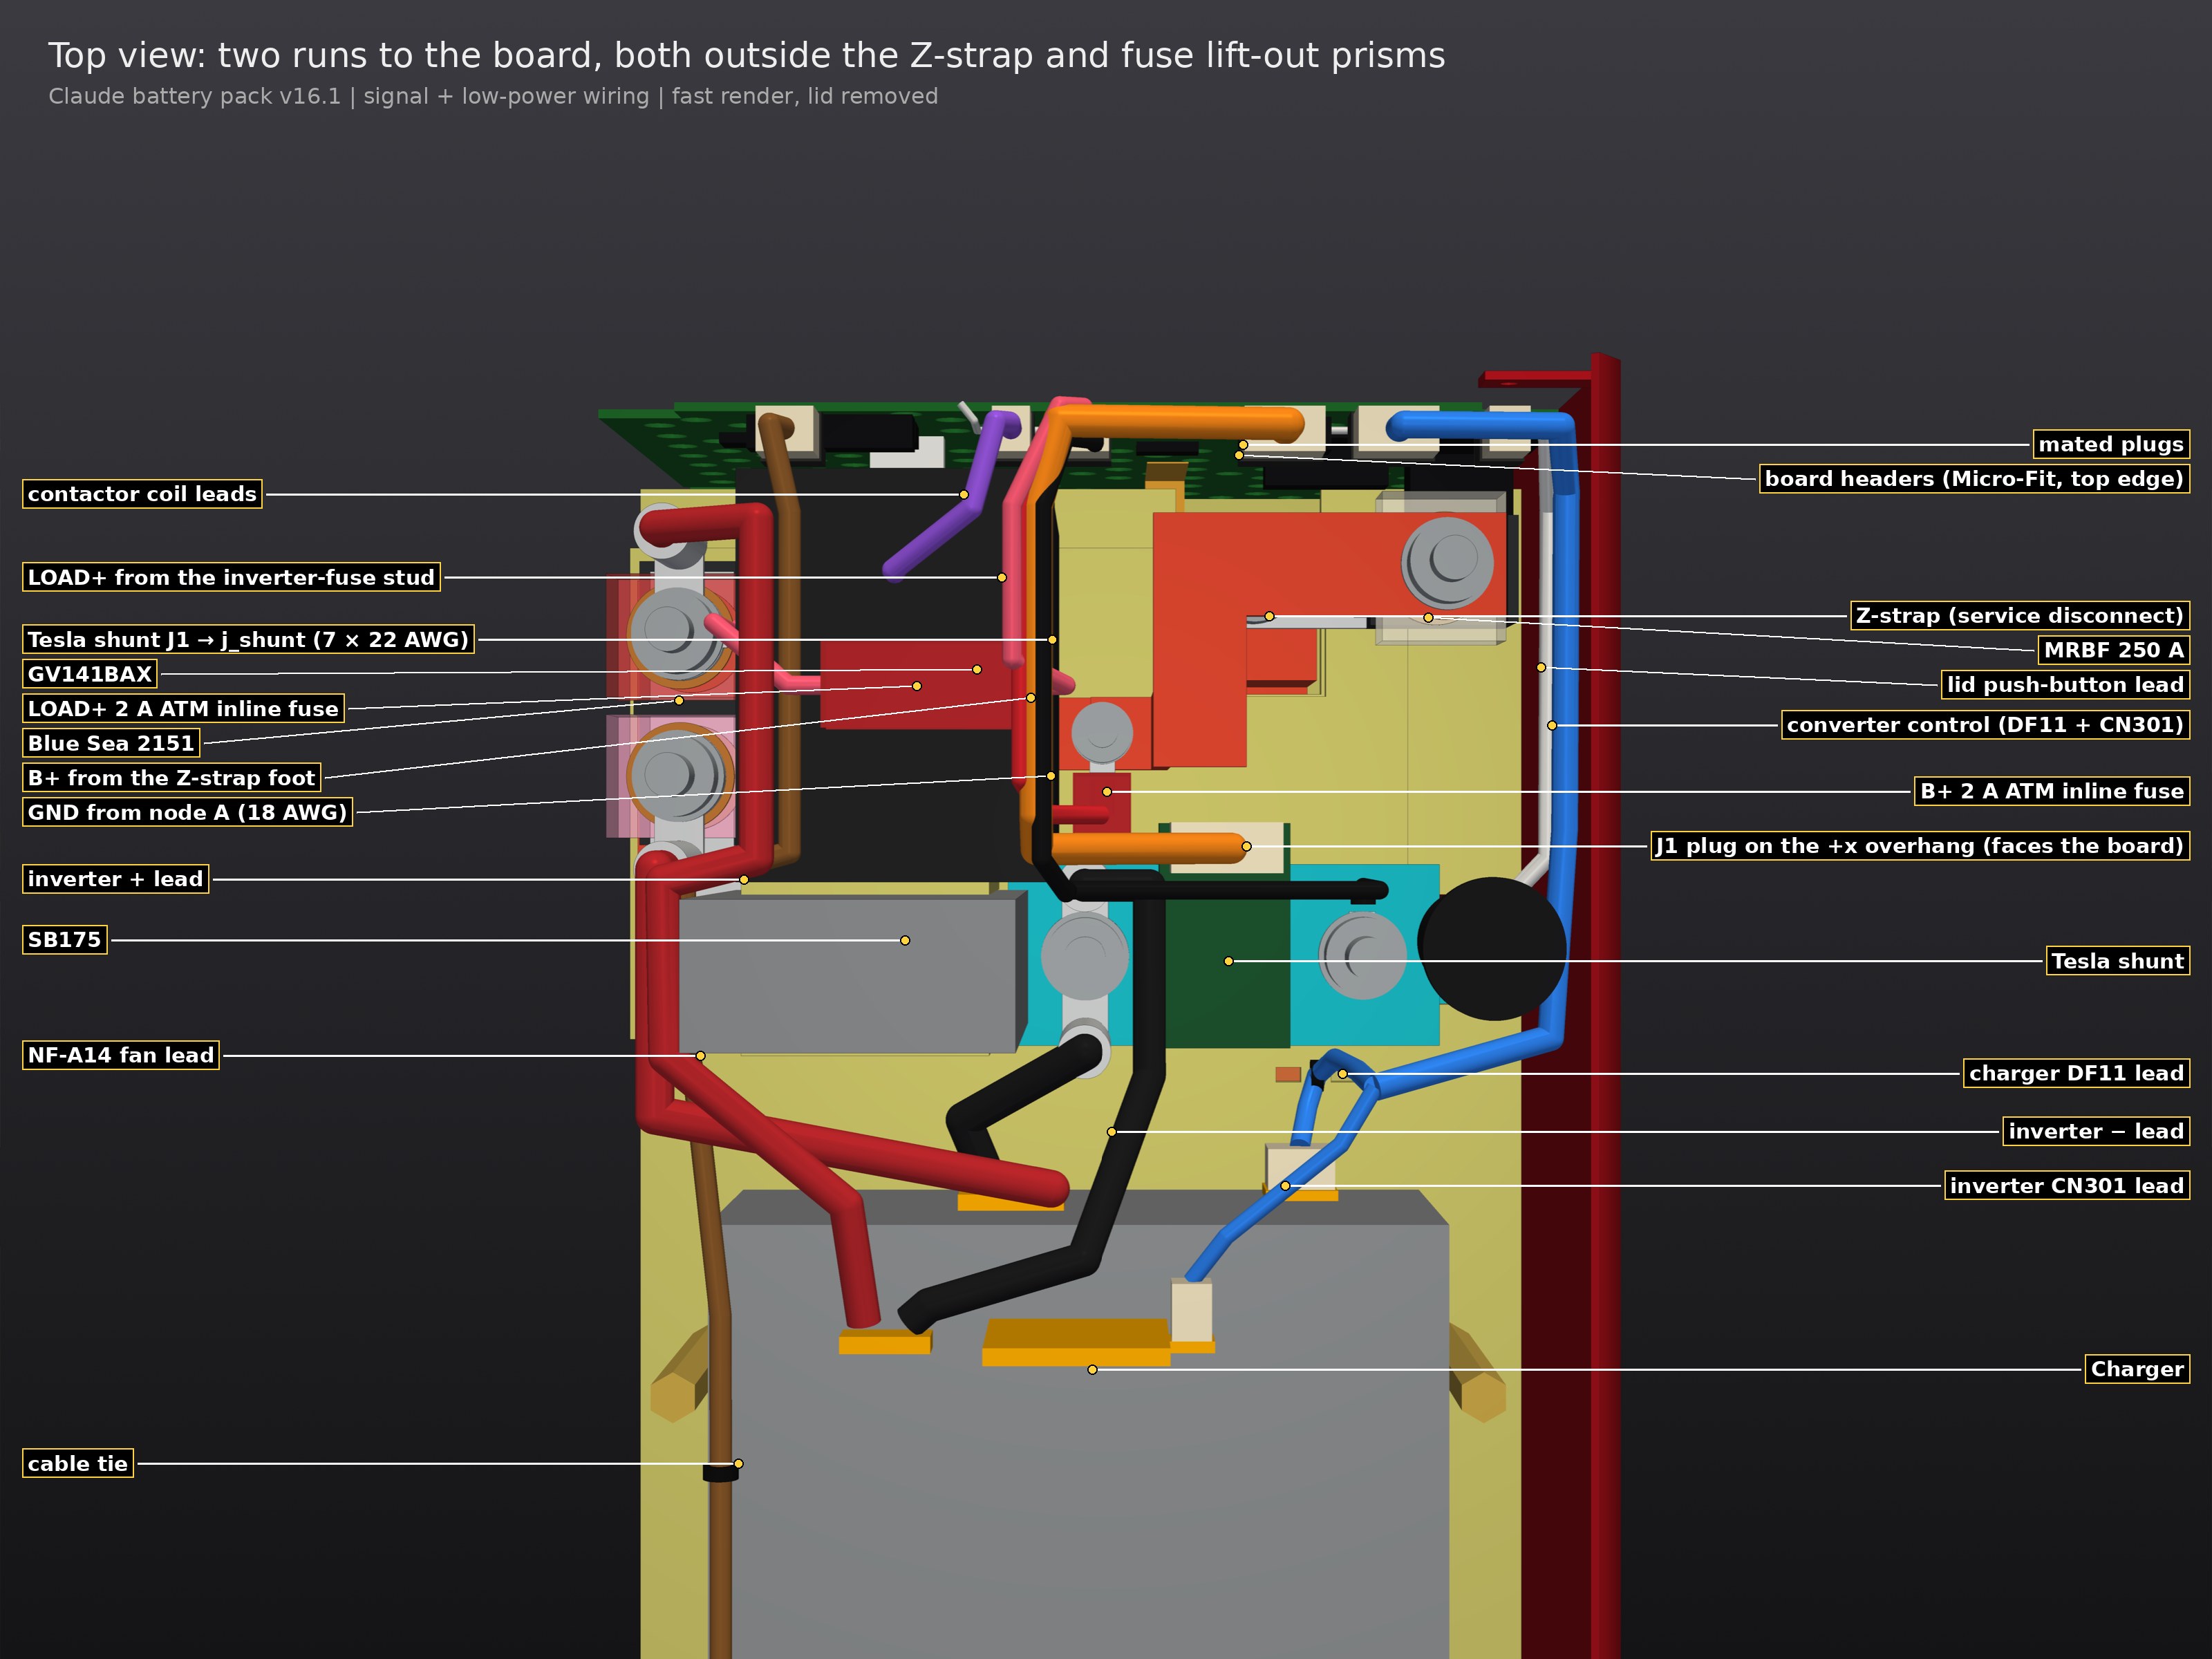 Top view: two runs to the board, both outside the Z-strap and fuse lift-out prisms
Claude battery pack v16.1 | signal + low-power wiring | fast render, lid removed
contactor coil leads
LOAD+ from the inverter-fuse stud
Tesla shunt J1 → j_shunt (7 × 22 AWG)
GV141BAX
LOAD+ 2 A ATM inline fuse
Blue Sea 2151
B+ from the Z-strap foot
GND from node A (18 AWG)
inverter + lead
SB175
NF-A14 fan lead
cable tie
mated plugs
board headers (Micro-Fit, top edge)
Z-strap (service disconnect)
MRBF 250 A
lid push-button lead
converter control (DF11 + CN301)
B+ 2 A ATM inline fuse
J1 plug on the +x overhang (faces the board)
Tesla shunt
charger DF11 lead
inverter − lead
inverter CN301 lead
Charger